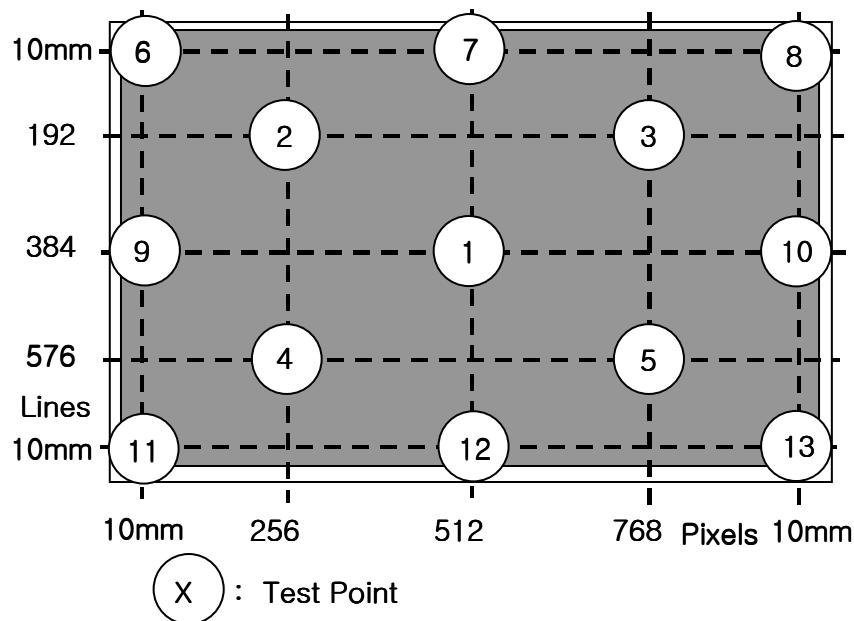 10mm 6 7 8
192 2 3
384 9 1 10
576 4 5
Lines
10mm 11 12 13
10mm 256 512 768 Pixels 10mm
X : Test Point